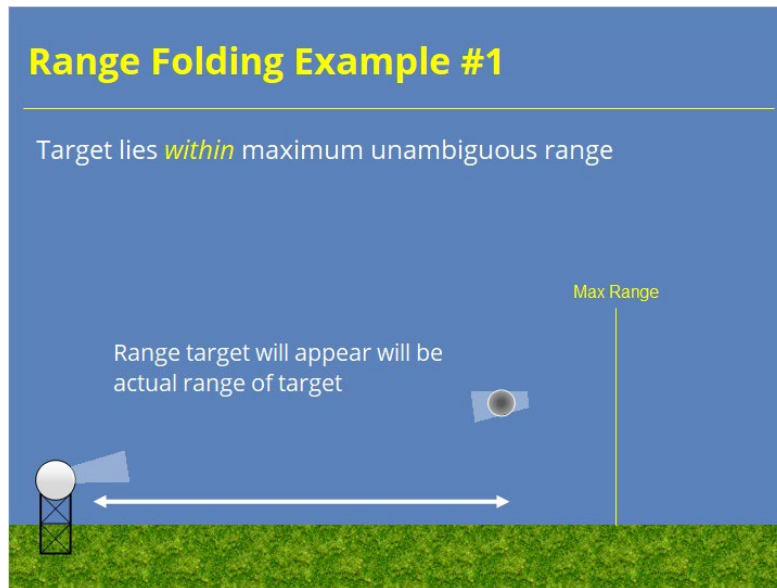 Range Folding Example #1
Target lies within maximum unambiguous range
Max Range
Range target will appear will be
actual range of target